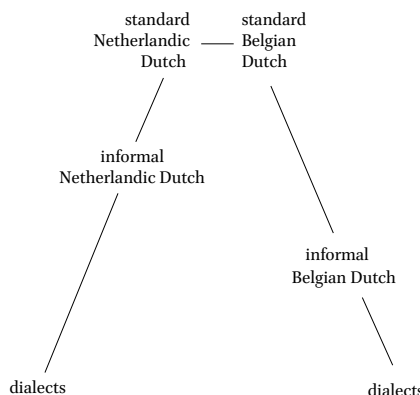 standard
Netherlandic
Dutch
standard
Belgian
Dutch
informal
Netherlandic Dutch
informal
Belgian Dutch
dialects
dialects